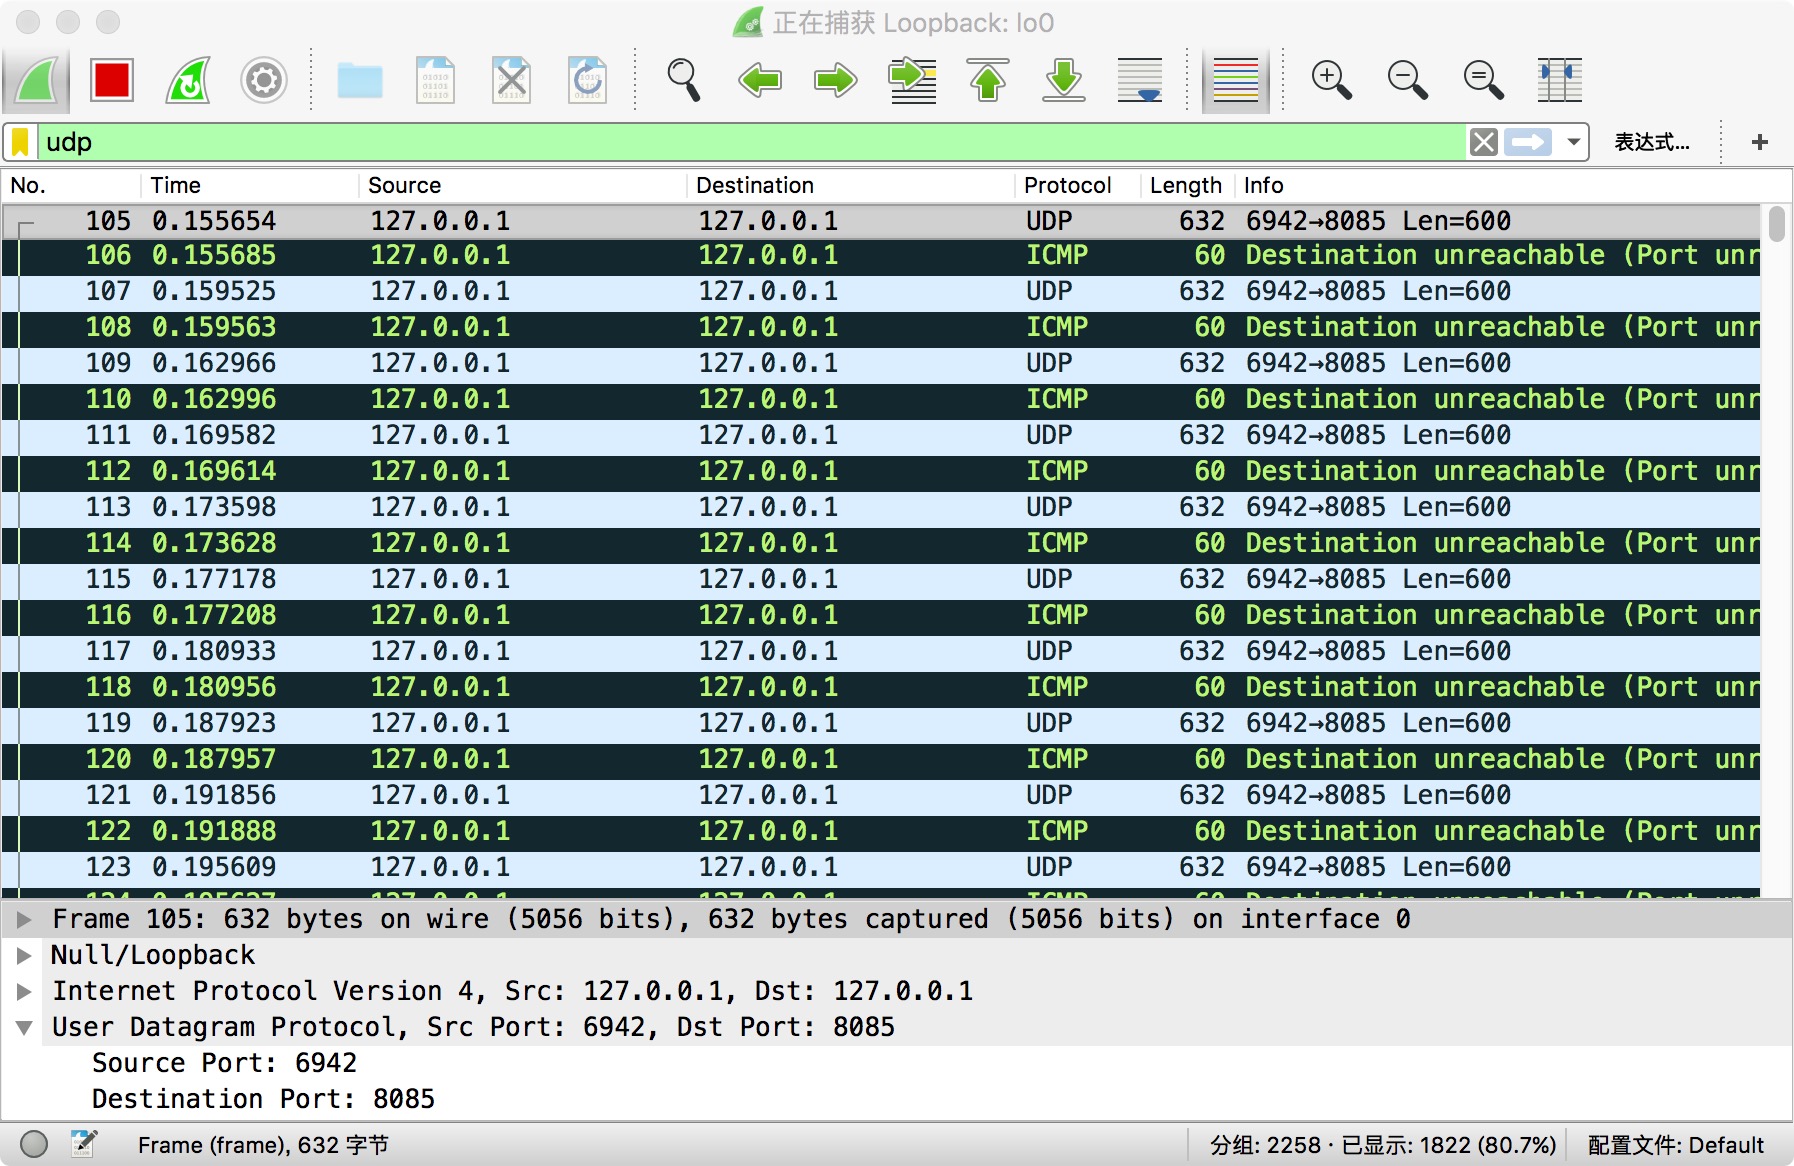 正在捕获 Loopback: lo0
udp
表达式...
No. Time Source Destination Protocol Length Info
105 0.155654 127.0.0.1 127.0.0.1 UDP 632 6942→8085 Len=600
106 0.155685 127.0.0.1 127.0.0.1 ICMP 60 Destination unreachable (Port unr
107 0.159525 127.0.0.1 127.0.0.1 UDP 632 6942→8085 Len=600
108 0.159563 127.0.0.1 127.0.0.1 ICMP 60 Destination unreachable (Port unr
109 0.162966 127.0.0.1 127.0.0.1 UDP 632 6942→8085 Len=600
110 0.162996 127.0.0.1 127.0.0.1 ICMP 60 Destination unreachable (Port unr
111 0.169582 127.0.0.1 127.0.0.1 UDP 632 6942→8085 Len=600
112 0.169614 127.0.0.1 127.0.0.1 ICMP 60 Destination unreachable (Port unr
113 0.173598 127.0.0.1 127.0.0.1 UDP 632 6942→8085 Len=600
114 0.173628 127.0.0.1 127.0.0.1 ICMP 60 Destination unreachable (Port unr
115 0.177178 127.0.0.1 127.0.0.1 UDP 632 6942→8085 Len=600
116 0.177208 127.0.0.1 127.0.0.1 ICMP 60 Destination unreachable (Port unr
117 0.180933 127.0.0.1 127.0.0.1 UDP 632 6942→8085 Len=600
118 0.180956 127.0.0.1 127.0.0.1 ICMP 60 Destination unreachable (Port unr
119 0.187923 127.0.0.1 127.0.0.1 UDP 632 6942→8085 Len=600
120 0.187957 127.0.0.1 127.0.0.1 ICMP 60 Destination unreachable (Port unr
121 0.191856 127.0.0.1 127.0.0.1 UDP 632 6942→8085 Len=600
122 0.191888 127.0.0.1 127.0.0.1 ICMP 60 Destination unreachable (Port unr
123 0.195609 127.0.0.1 127.0.0.1 UDP 632 6942→8085 Len=600
Frame 105: 632 bytes on wire (5056 bits), 632 bytes captured (5056 bits) on interface 0
Null/Loopback
Internet Protocol Version 4, Src: 127.0.0.1, Dst: 127.0.0.1
User Datagram Protocol, Src Port: 6942, Dst Port: 8085
Source Port: 6942
Destination Port: 8085
Frame (frame), 632 字节
分组: 2258 · 已显示: 1822 (80.7%)
配置文件: Default